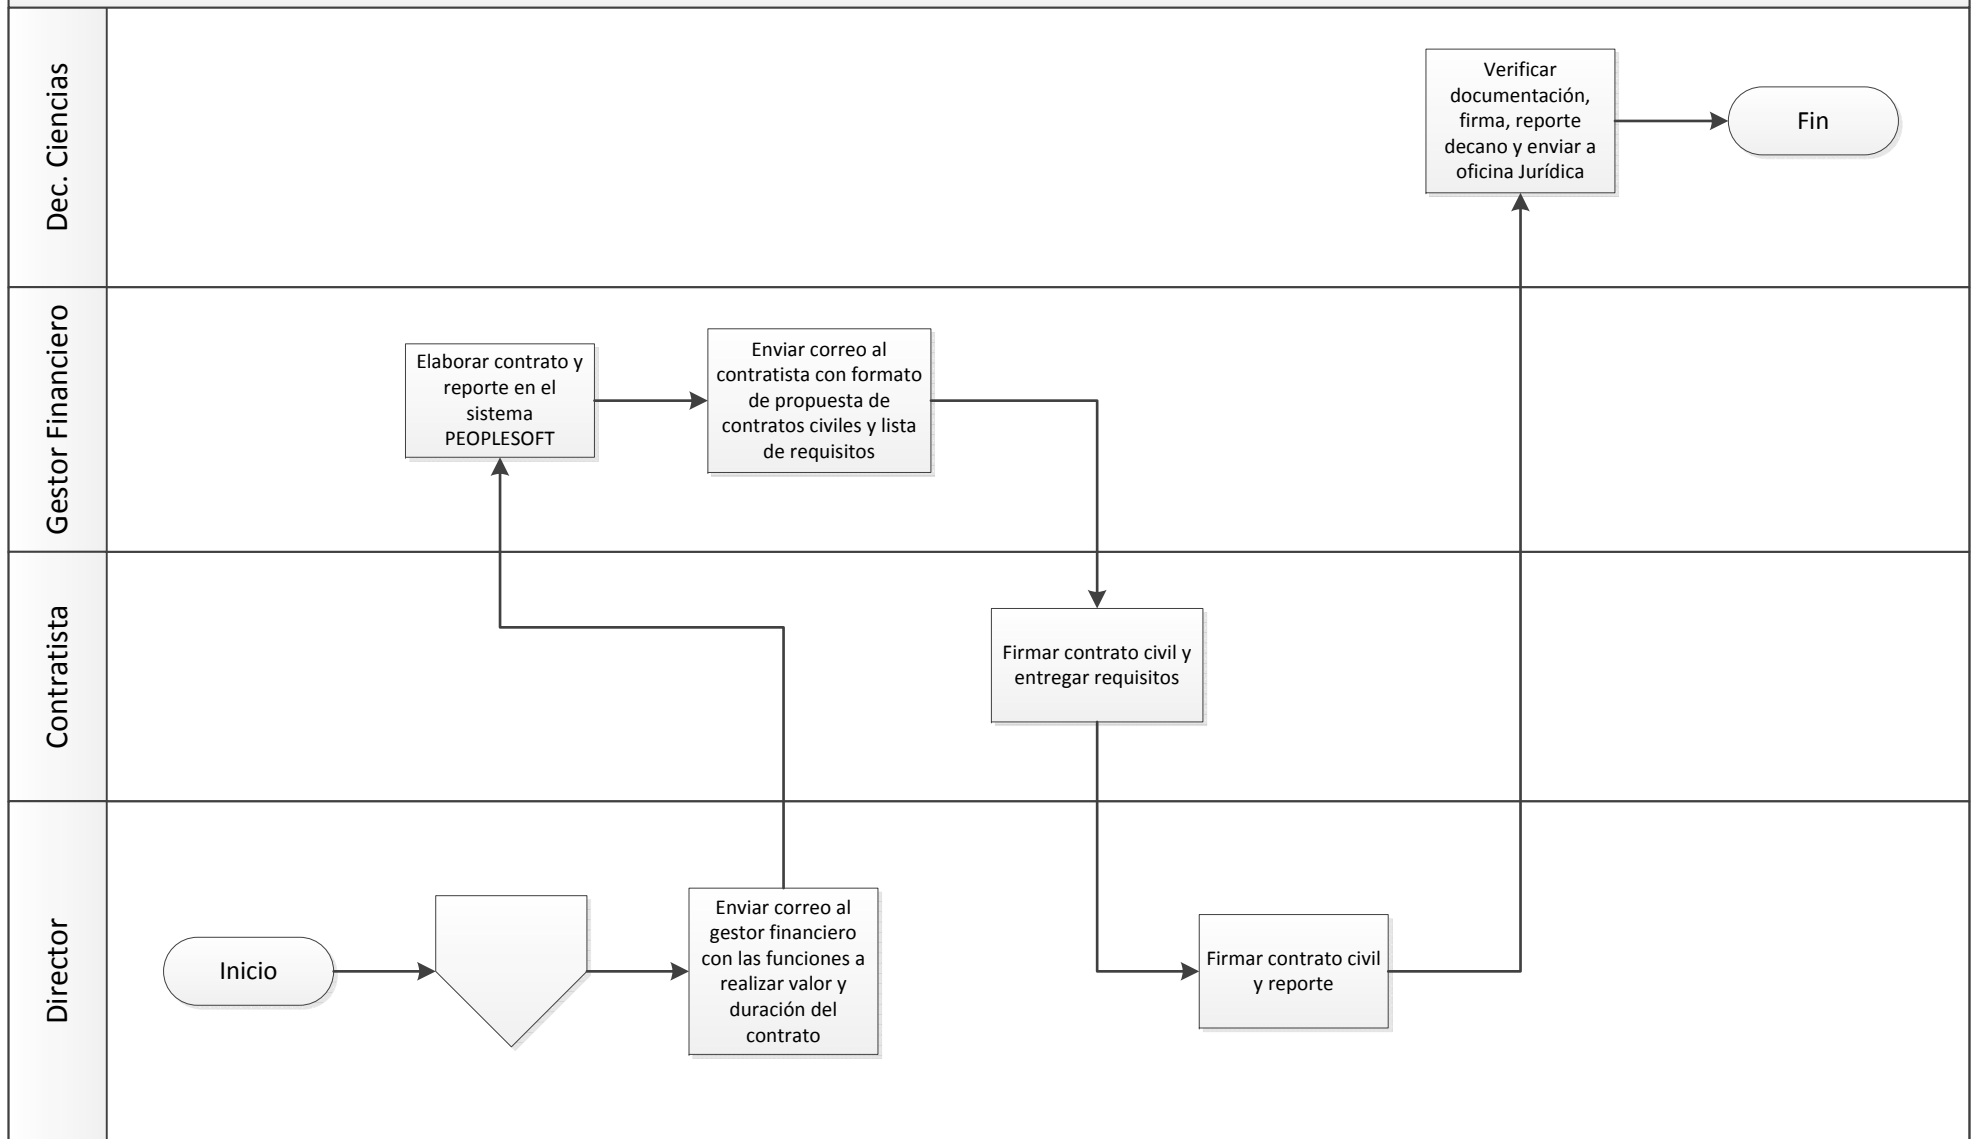 Dec. Ciencias
Verificar
documentación,
firma, reporte
decano y enviar a
oficina Jurídica
Fin
Gestor Financiero
Elaborar contrato y
reporte en el
sistema
PEOPLESOFT
Enviar correo al
contratista con formato
de propuesta de
contratos civiles y lista
de requisitos
Contratista
Firmar contrato civil y
entregar requisitos
Director
Inicio
Enviar correo al
gestor financiero
con las funciones a
realizar valor y
duración del
contrato
Firmar contrato civil
y reporte